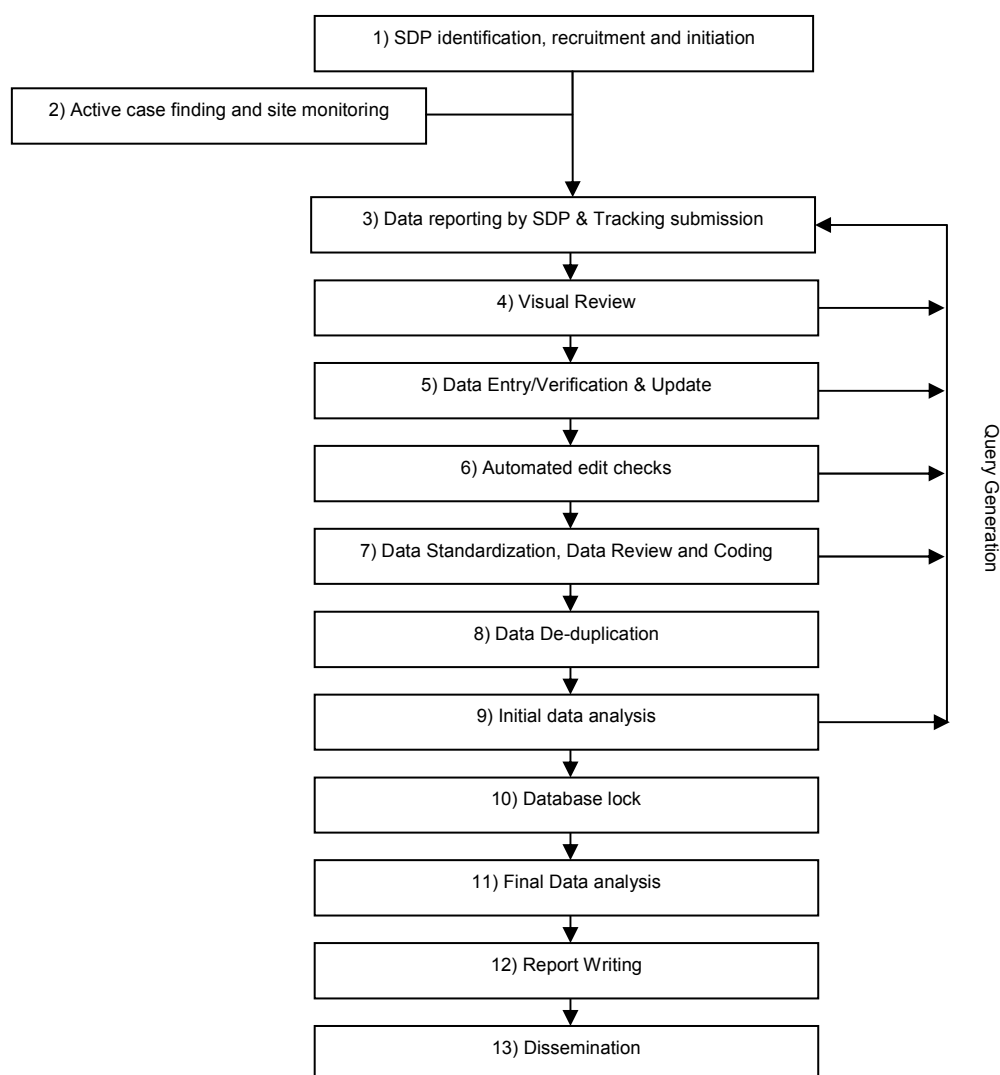 1) SDP identification, recruitment and initiation
2) Active case finding and site monitoring
3) Data reporting by SDP & Tracking submission
4) Visual Review
5) Data Entry/Verification & Update
6) Automated edit checks
7) Data Standardization, Data Review and Coding
8) Data De-duplication
9) Initial data analysis
10) Database lock
11) Final Data analysis
12) Report Writing
13) Dissemination
Query Generation